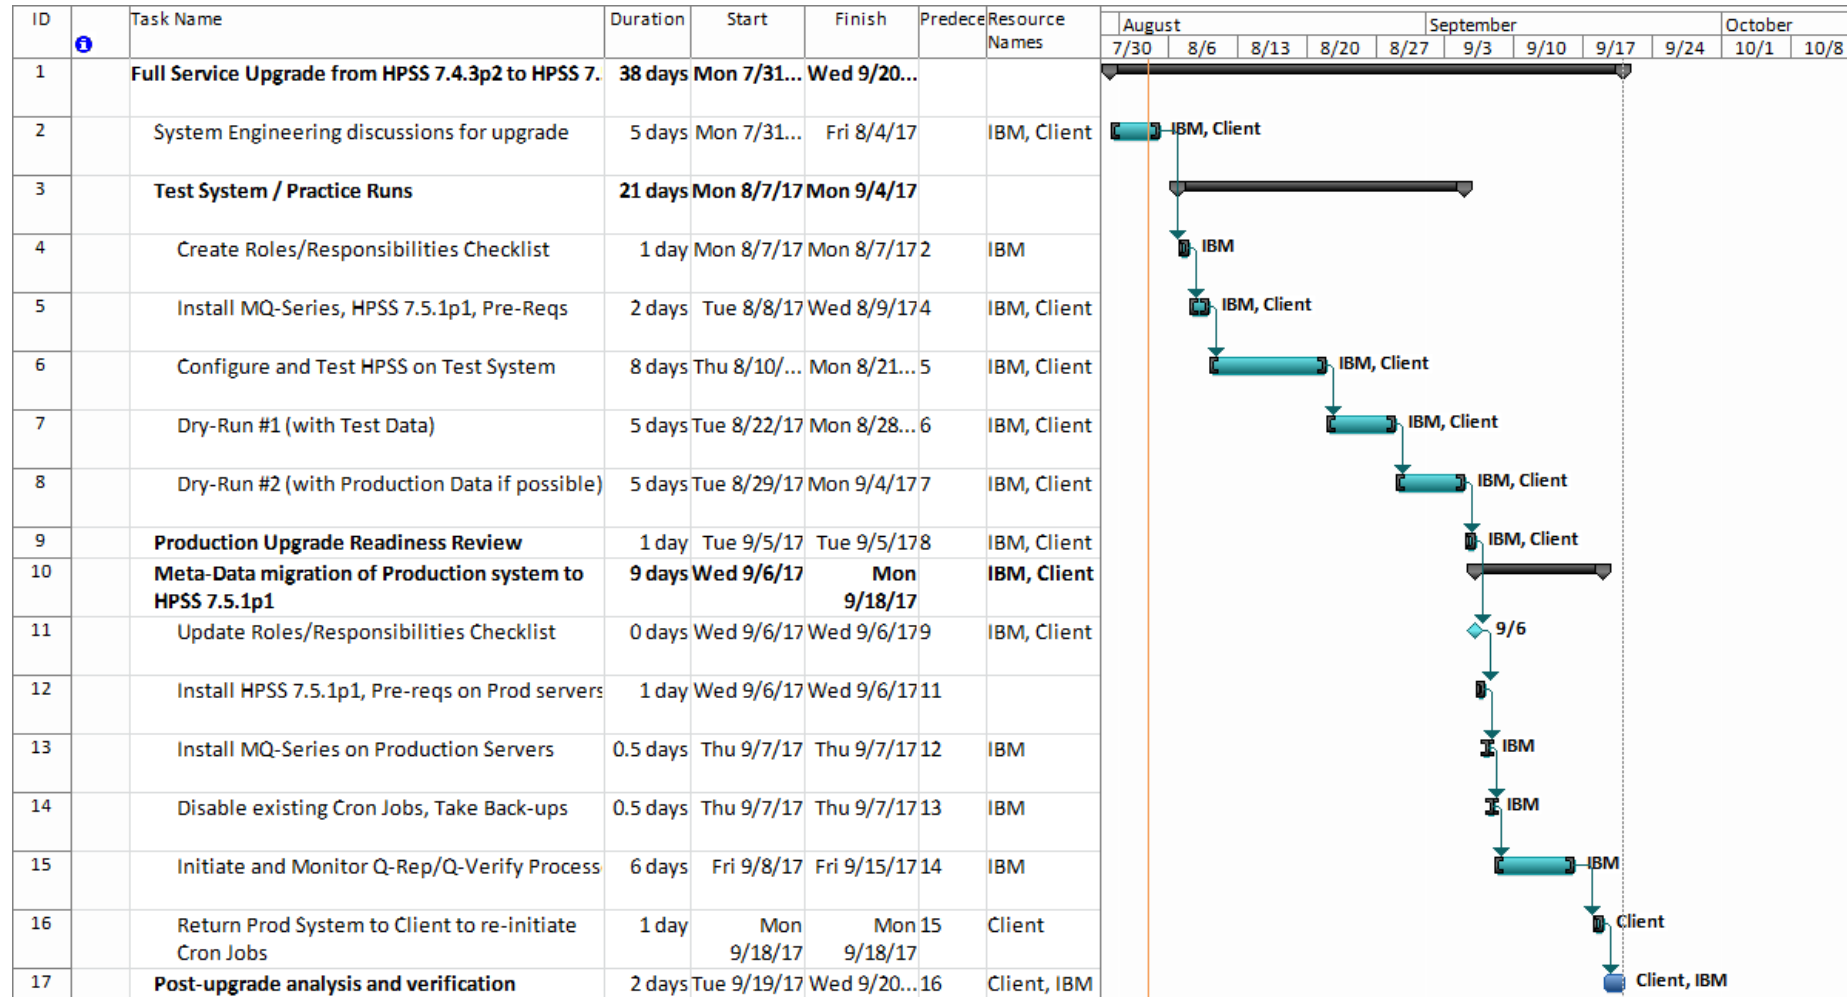 ID Task Name Duration Start Finish Predece Resource Names
August September October
7/30 8/6 8/13 8/20 8/27 9/3 9/10 9/17 9/24 10/1 10/8
1 Full Service Upgrade from HPSS 7.4.3p2 to HPSS 7. 38 days Mon 7/31... Wed 9/20...
2 System Engineering discussions for upgrade 5 days Mon 7/31... Fri 8/4/17 IBM, Client IBM, Client
3 Test System / Practice Runs 21 days Mon 8/7/17 Mon 9/4/17
4 Create Roles/Responsibilities Checklist 1 day Mon 8/7/17 Mon 8/7/17 2 IBM IBM
5 Install MQ-Series, HPSS 7.5.1p1, Pre-Reqs 2 days Tue 8/8/17 Wed 8/9/17 4 IBM, Client IBM, Client
6 Configure and Test HPSS on Test System 8 days Thu 8/10/... Mon 8/21... 5 IBM, Client IBM, Client
7 Dry-Run #1 (with Test Data) 5 days Tue 8/22/17 Mon 8/28... 6 IBM, Client IBM, Client
8 Dry-Run #2 (with Production Data if possible) 5 days Tue 8/29/17 Mon 9/4/17 7 IBM, Client IBM, Client
9 Production Upgrade Readiness Review 1 day Tue 9/5/17 Tue 9/5/17 8 IBM, Client IBM, Client
10 Meta-Data migration of Production system to 9 days Wed 9/6/17 Mon IBM, Client
HPSS 7.5.1p1 9/18/17
11 Update Roles/Responsibilities Checklist 0 days Wed 9/6/17 Wed 9/6/17 9 IBM, Client 9/6
12 Install HPSS 7.5.1p1, Pre-reqs on Prod servers 1 day Wed 9/6/17 Wed 9/6/17 11
13 Install MQ-Series on Production Servers 0.5 days Thu 9/7/17 Thu 9/7/17 12 IBM IBM
14 Disable existing Cron Jobs, Take Back-ups 0.5 days Thu 9/7/17 Thu 9/7/17 13 IBM IBM
15 Initiate and Monitor Q-Rep/Q-Verify Process 6 days Fri 9/8/17 Fri 9/15/17 14 IBM IBM
16 Return Prod System to Client to re-initiate 1 day Mon Mon 15 Client Client
Cron Jobs 9/18/17 9/18/17
17 Post-upgrade analysis and verification 2 days Tue 9/19/17 Wed 9/20... 16 Client, IBM Client, IBM